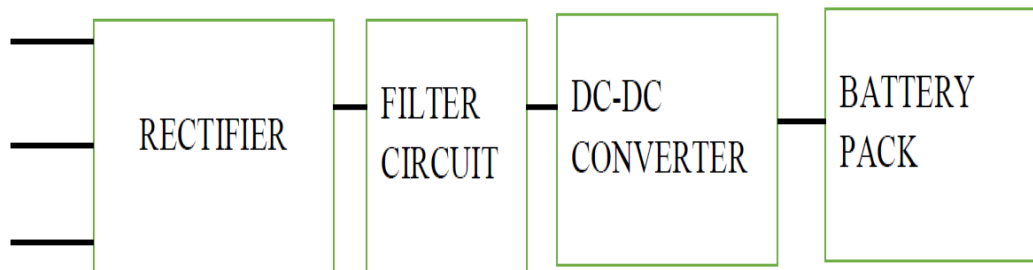 RECTIFIER
FILTER
CIRCUIT
DC-DC
CONVERTER
BATTERY
PACK